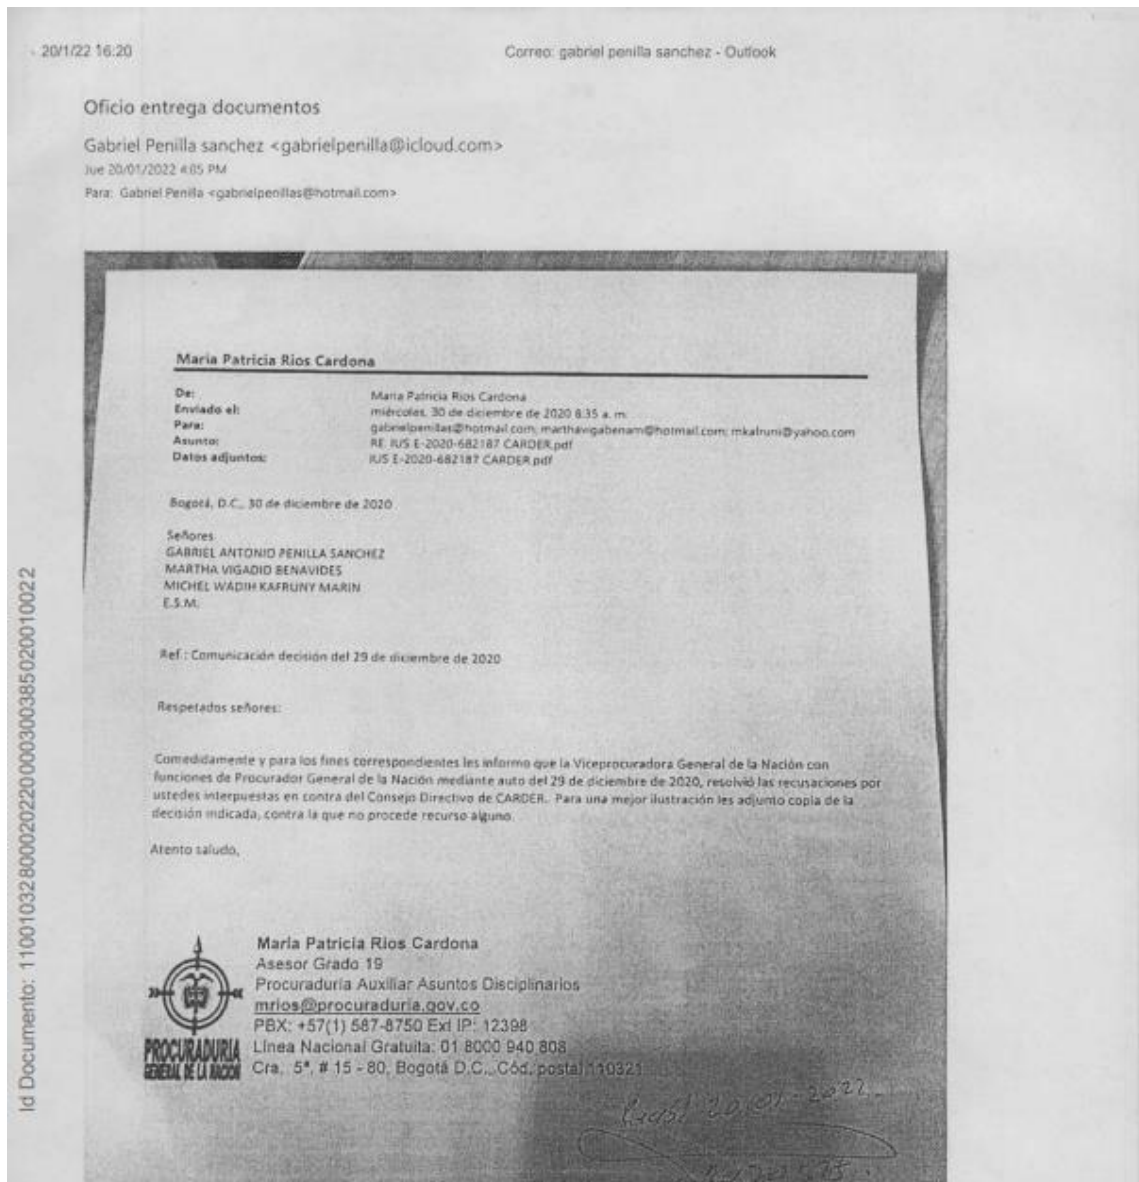 20/1/22 16:20
Correo: gabriel penilla sanchez - Outlook
Oficio entrega documentos
Gabriel Penilla sanchez <gabrielpenilla@icloud.com>
Jue 20/01/2022 4:05 PM
Para: Gabriel Penilla <gabrielpenillas@hotmail.com>
Maria Patricia Rios Cardona
De: Maria Patricia Rios Cardona
Enviado el: miércoles, 30 de diciembre de 2020 8:35 a. m.
Para: gabrielpenillas@hotmail.com; marthavigabenam@hotmail.com; mkafruni@yahoo.com
Asunto: RE: IUS E-2020-682187 CARDER.pdf
Datos adjuntos: IUS E-2020-682187 CARDER.pdf
Bogotá, D.C., 30 de diciembre de 2020
Señores
GABRIEL ANTONIO PENILLA SANCHEZ
MARTHA VIGADIO BENAVIDES
MICHEL WADIH KAFRUNY MARIN
E.S.M.
Ref.: Comunicación decisión del 29 de diciembre de 2020
Respetados señores:
Comedidamente y para los fines correspondientes les informo que la Viceprocuradora General de la Nación con
funciones de Procurador General de la Nación mediante auto del 29 de diciembre de 2020, resolvió las recusaciones por
ustedes interpuestas en contra del Consejo Directivo de CARDER. Para una mejor ilustración les adjunto copia de la
decisión indicada, contra la que no procede recurso alguno.
Atento saludo,
Maria Patricia Rios Cardona
Asesor Grado 19
Procuraduría Auxiliar Asuntos Disciplinarios
mrios@procuraduria.gov.co
PBX: +57(1) 587-8750 Ext IP: 12398
Línea Nacional Gratuita: 01 8000 940 808
Cra. 5ª. # 15 - 80, Bogotá D.C., Cód. postal 110321
PROCURADURIA
GENERAL DE LA NACION
20/01-2022.
Id Documento: 1100103280002022000300385020010022